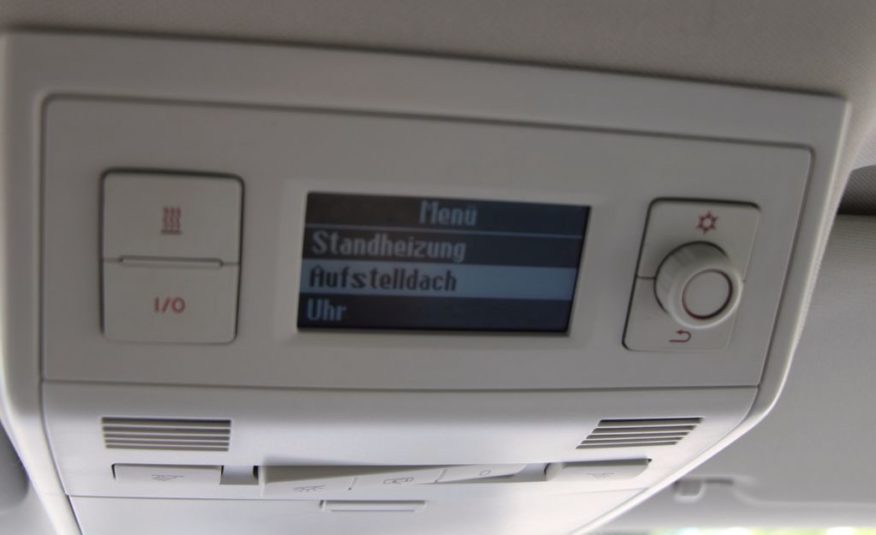 Menü
Standheizung
Aufstelldach
Uhr
I/O